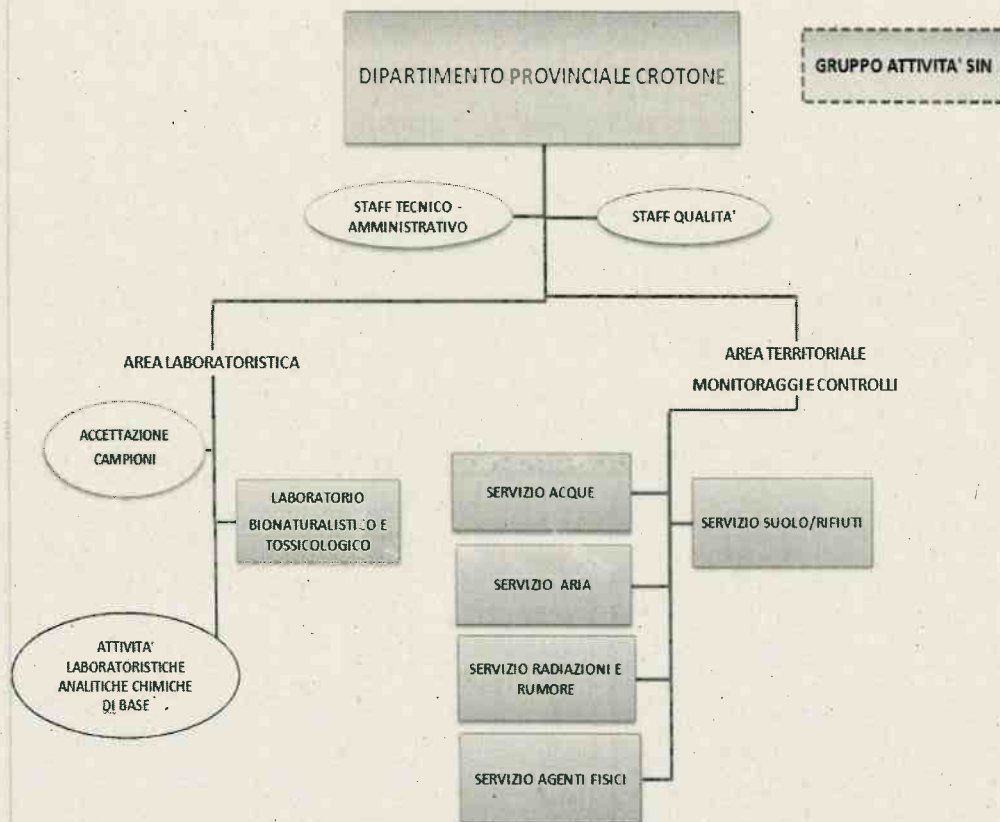 DIPARTIMENTO PROVINCIALE CROTONE
GRUPPO ATTIVITA' SIN
STAFF TECNICO -
AMMINISTRATIVO
STAFF QUALITA'
AREA LABORATORISTICA
AREA TERRITORIALE
MONITORAGGI E CONTROLLI
ACCETTAZIONE
CAMPIONI
LABORATORIO
BIONATURALISTICO E
TOSSICOLOGICO
ATTIVITA'
LABORATORISTICHE
ANALITICHE CHIMICHE
DI BASE
SERVIZIO ACQUE
SERVIZIO SUOLO/RIFIUTI
SERVIZIO ARIA
SERVIZIO RADIAZIONI E
RUMORE
SERVIZIO AGENTI FISICI